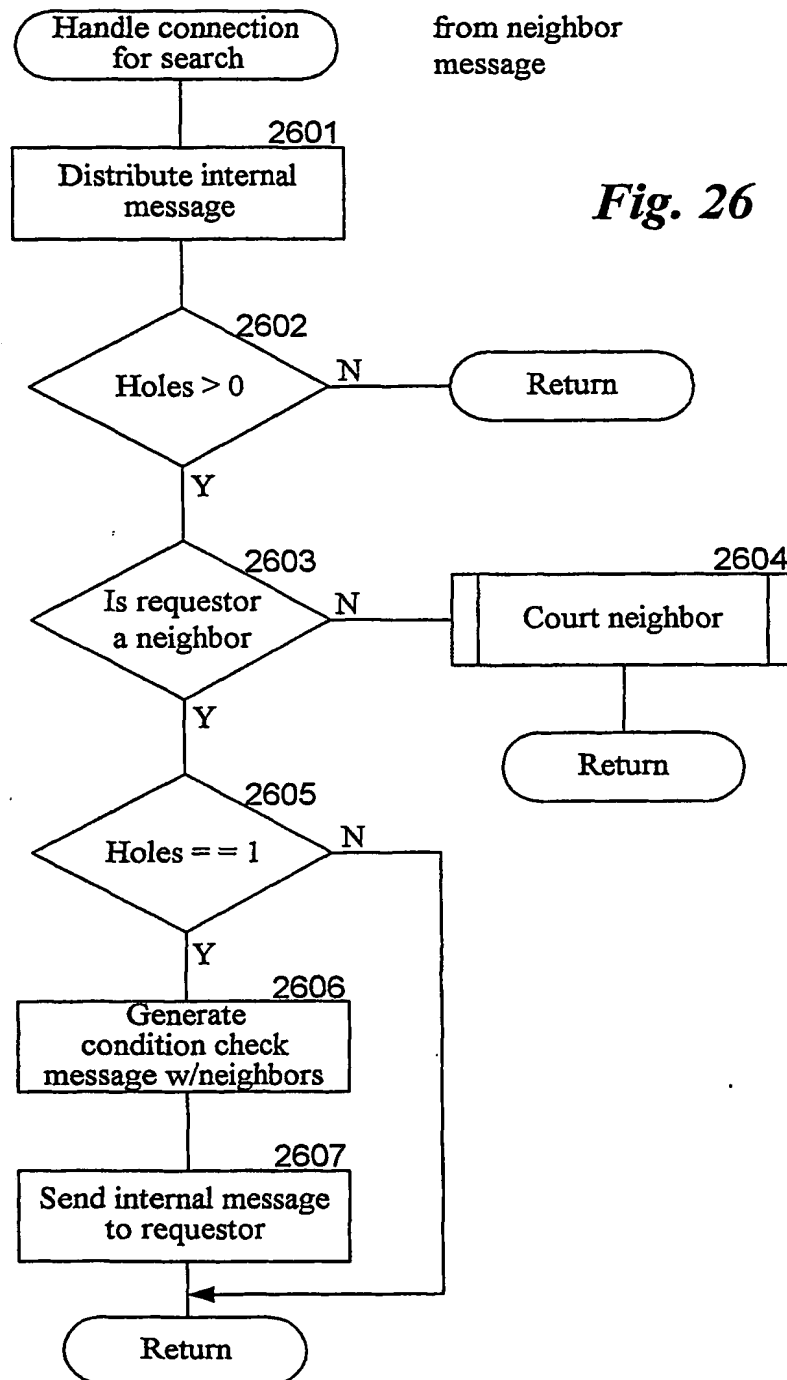 Handle connection
for search
from neighbor
message
2601
Distribute internal
message
Fig. 26
2602
Holes > 0
N
Return
Y
2603
Is requestor
a neighbor
N
2604
Court neighbor
Y
Return
2605
Holes = = 1
N
Y
2606
Generate
condition check
message w/neighbors
2607
Send internal message
to requestor
Return